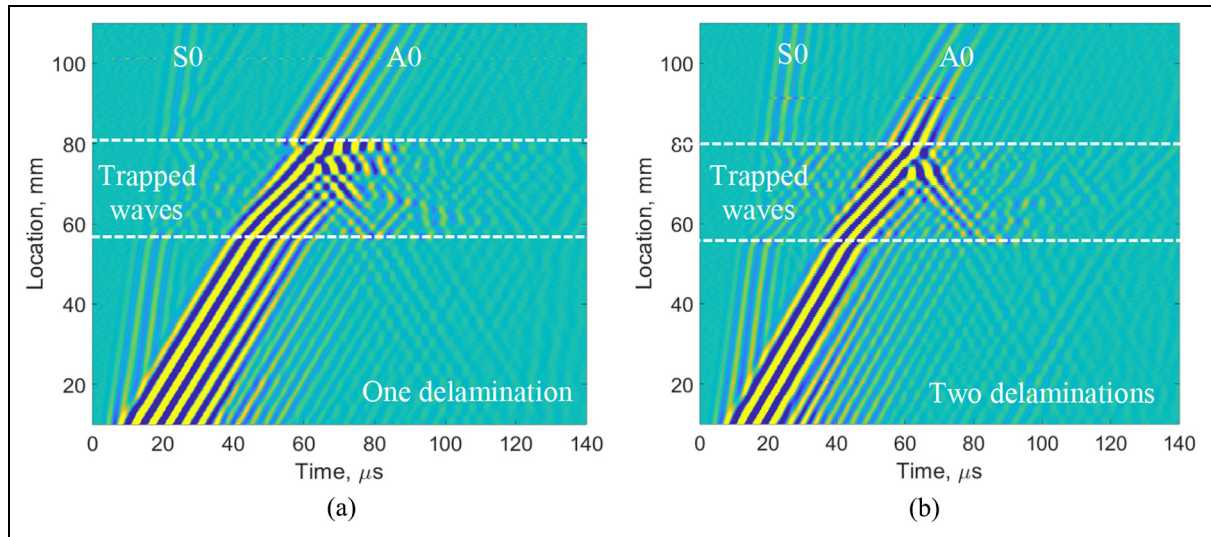 S0
A0
100
80
Trapped
waves
60
40
20
One delamination
Location, mm
0
20
40
60
80
100
120
140
Time, μs
(a)
S0
A0
100
80
Trapped
waves
60
40
20
Two delaminations
Location, mm
0
20
40
60
80
100
120
140
Time, μs
(b)